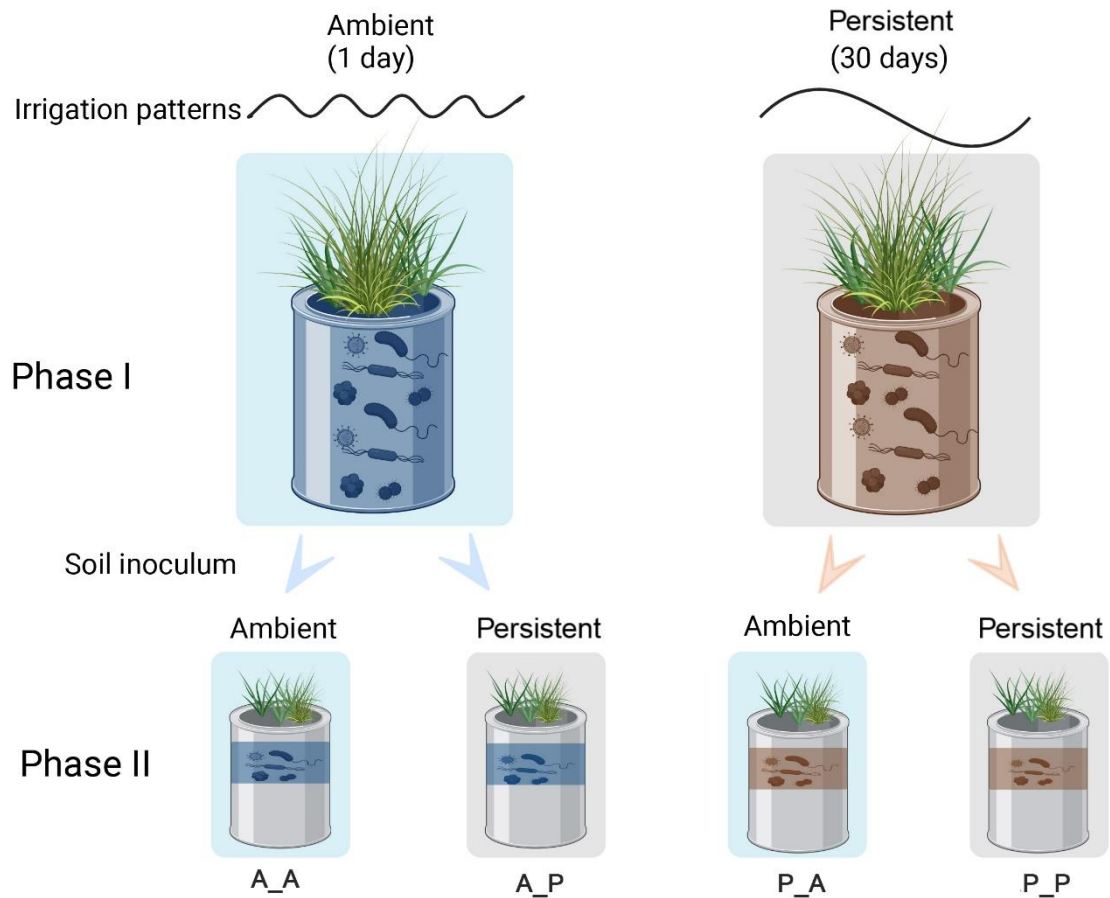 Ambient
(1 day)
Persistent
(30 days)
Irrigation patterns
Phase I
Soil inoculum
Ambient
Persistent
Ambient
Persistent
Phase II
A_A
A_P
P_A
P_P